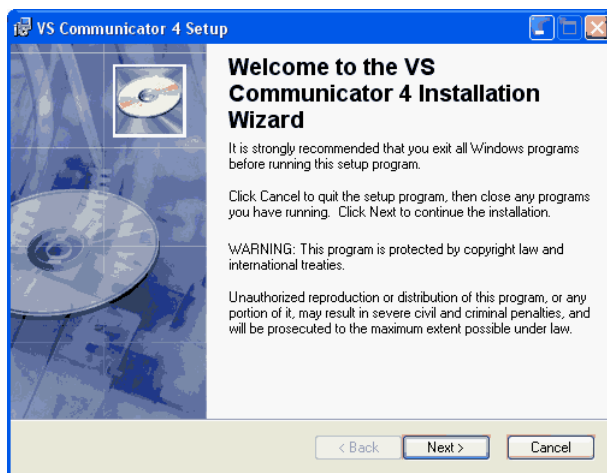 VS Communicator 4 Setup
Welcome to the VS
Communicator 4 Installation
Wizard
It is strongly recommended that you exit all Windows programs
before running this setup program.
Click Cancel to quit the setup program, then close any programs
you have running. Click Next to continue the installation.
WARNING: This program is protected by copyright law and
international treaties.
Unauthorized reproduction or distribution of this program, or any
portion of it, may result in severe civil and criminal penalties, and
will be prosecuted to the maximum extent possible under law.
< Back Next > Cancel